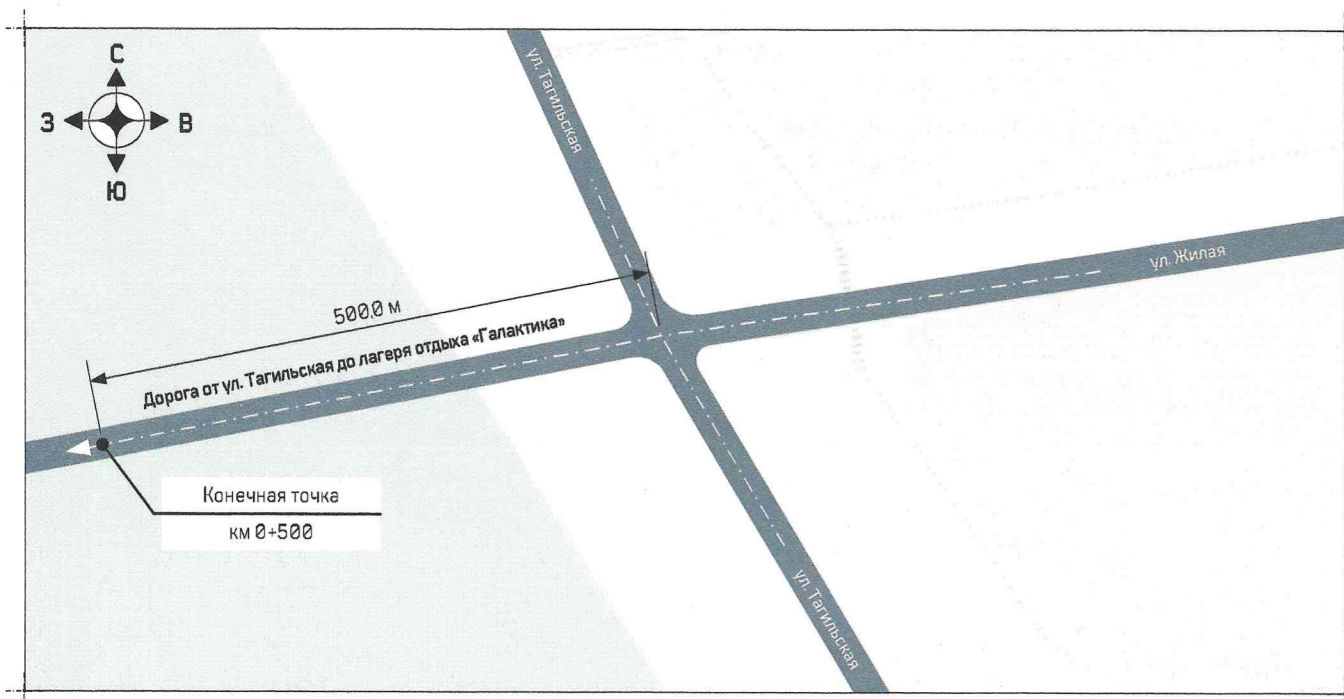 С
З
В
Ю
ул. Тагильская
ул. Жилая
500,0 м
Дорога от ул. Тагильская до лагеря отдыха «Галактика»
Конечная точка
км 0+500
ул. Тагильская